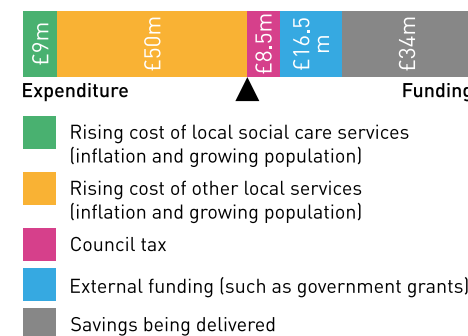 £9m
£50m
£8.5m
£16.5
m
£34m
Expenditure
Funding
Rising cost of local social care services
(inflation and growing population)
Rising cost of other local services
(inflation and growing population)
Council tax
External funding (such as government grants)
Savings being delivered